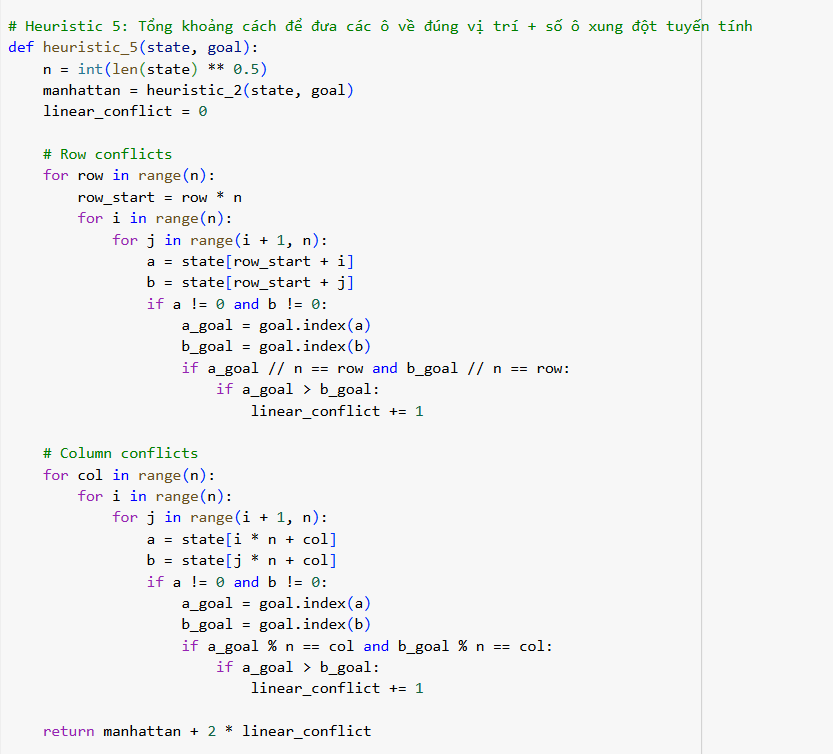 # Heuristic 5: Tổng khoảng cách để đưa các ô về đúng vị trí + số ô xung đột tuyến tính
def heuristic_5(state, goal):
    n = int(len(state) ** 0.5)
    manhattan = heuristic_2(state, goal)
    linear_conflict = 0

    # Row conflicts
    for row in range(n):
        row_start = row * n
        for i in range(n):
            for j in range(i + 1, n):
                a = state[row_start + i]
                b = state[row_start + j]
                if a != 0 and b != 0:
                    a_goal = goal.index(a)
                    b_goal = goal.index(b)
                    if a_goal // n == row and b_goal // n == row:
                        if a_goal > b_goal:
                            linear_conflict += 1

    # Column conflicts
    for col in range(n):
        for i in range(n):
            for j in range(i + 1, n):
                a = state[i * n + col]
                b = state[j * n + col]
                if a != 0 and b != 0:
                    a_goal = goal.index(a)
                    b_goal = goal.index(b)
                    if a_goal % n == col and b_goal % n == col:
                        if a_goal > b_goal:
                            linear_conflict += 1

    return manhattan + 2 * linear_conflict